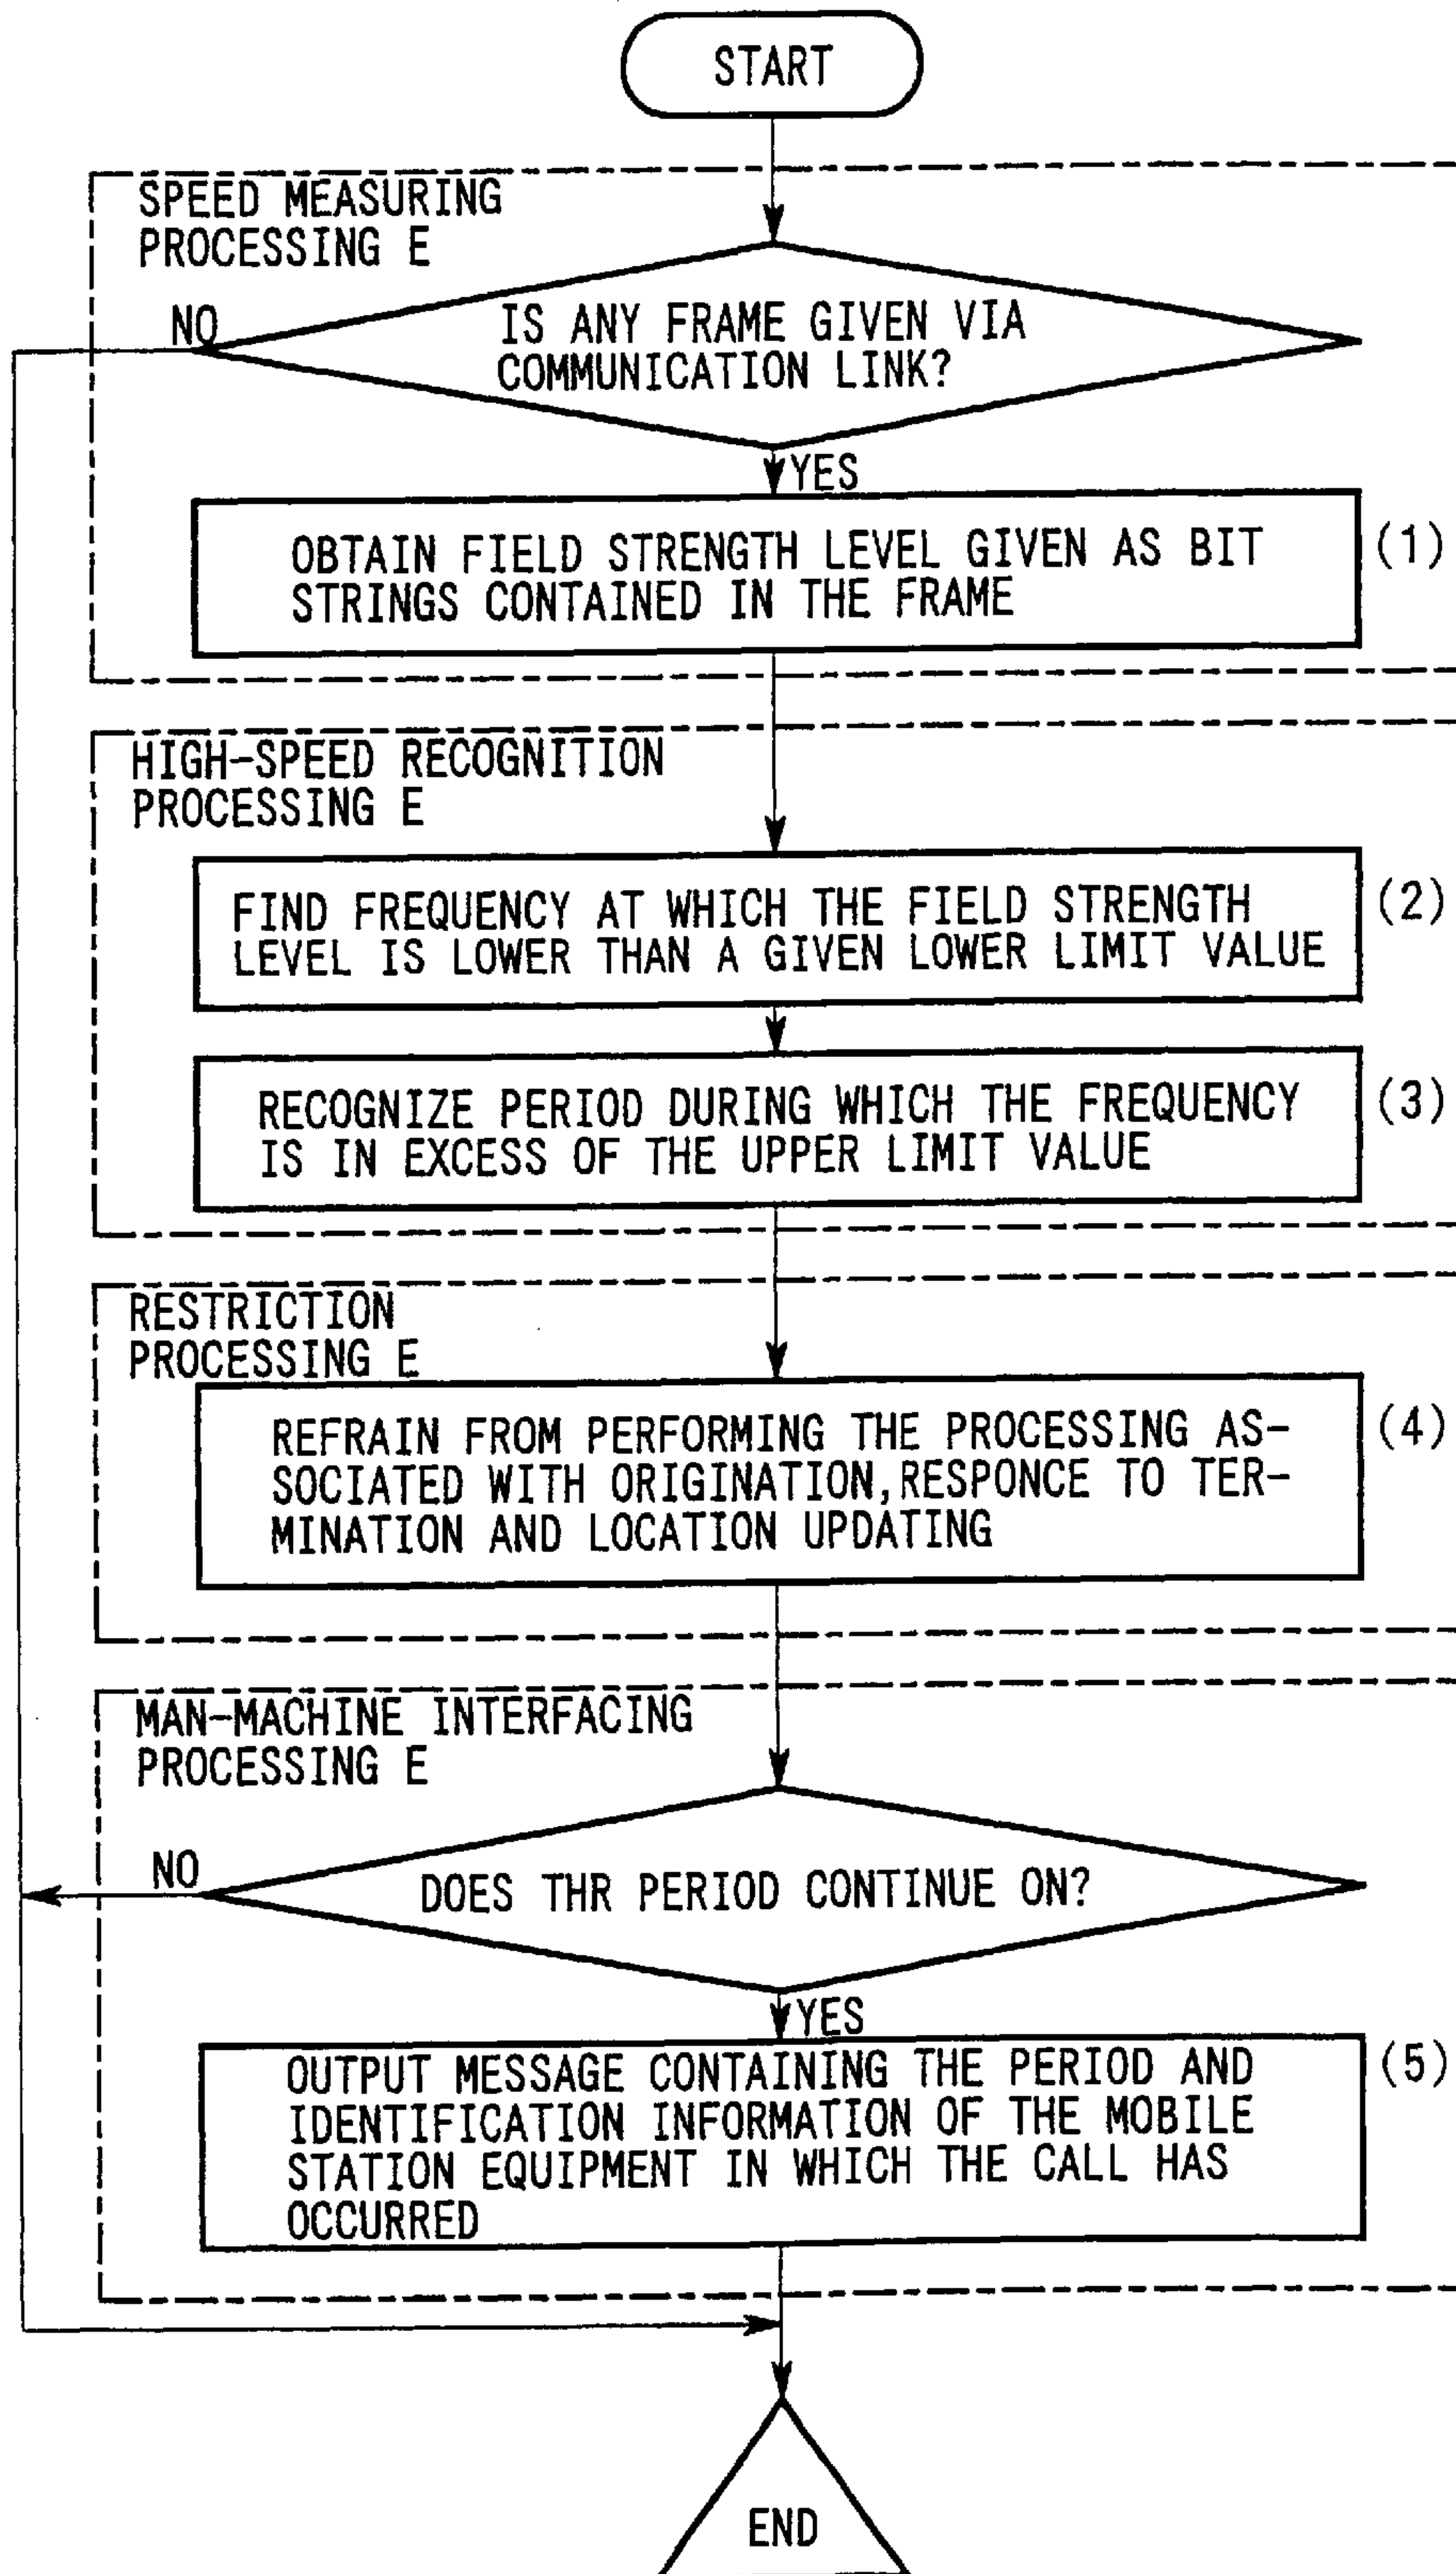 START
SPEED MEASURING
PROCESSING E
NO
IS ANY FRAME GIVEN VIA
COMMUNICATION LINK?
YES
OBTAIN FIELD STRENGTH LEVEL GIVEN AS BIT
STRINGS CONTAINED IN THE FRAME
(1)
HIGH-SPEED RECOGNITION
PROCESSING E
FIND FREQUENCY AT WHICH THE FIELD STRENGTH
LEVEL IS LOWER THAN A GIVEN LOWER LIMIT VALUE
(2)
RECOGNIZE PERIOD DURING WHICH THE FREQUENCY
IS IN EXCESS OF THE UPPER LIMIT VALUE
(3)
RESTRICTION
PROCESSING E
REFRAIN FROM PERFORMING THE PROCESSING AS-
SOCIATED WITH ORIGINATION,RESPONCE TO TER-
MINATION AND LOCATION UPDATING
(4)
MAN-MACHINE INTERFACING
PROCESSING E
NO
DOES THR PERIOD CONTINUE ON?
YES
OUTPUT MESSAGE CONTAINING THE PERIOD AND
IDENTIFICATION INFORMATION OF THE MOBILE
STATION EQUIPMENT IN WHICH THE CALL HAS
OCCURRED
(5)
END